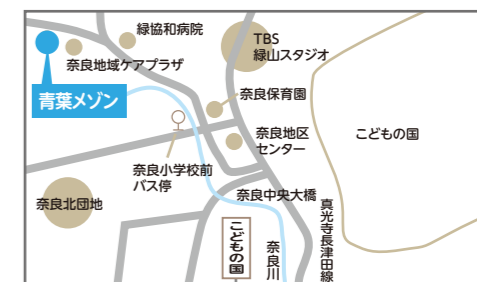 緑協和病院
TBS
緑山スタジオ
奈良地域ケアプラザ
青葉メゾン
奈良保育園
奈良地区
センター
こどもの国
奈良小学校前
バス停
奈良北団地
奈良中央大橋
こどもの国
奈良川
真光寺長津田線